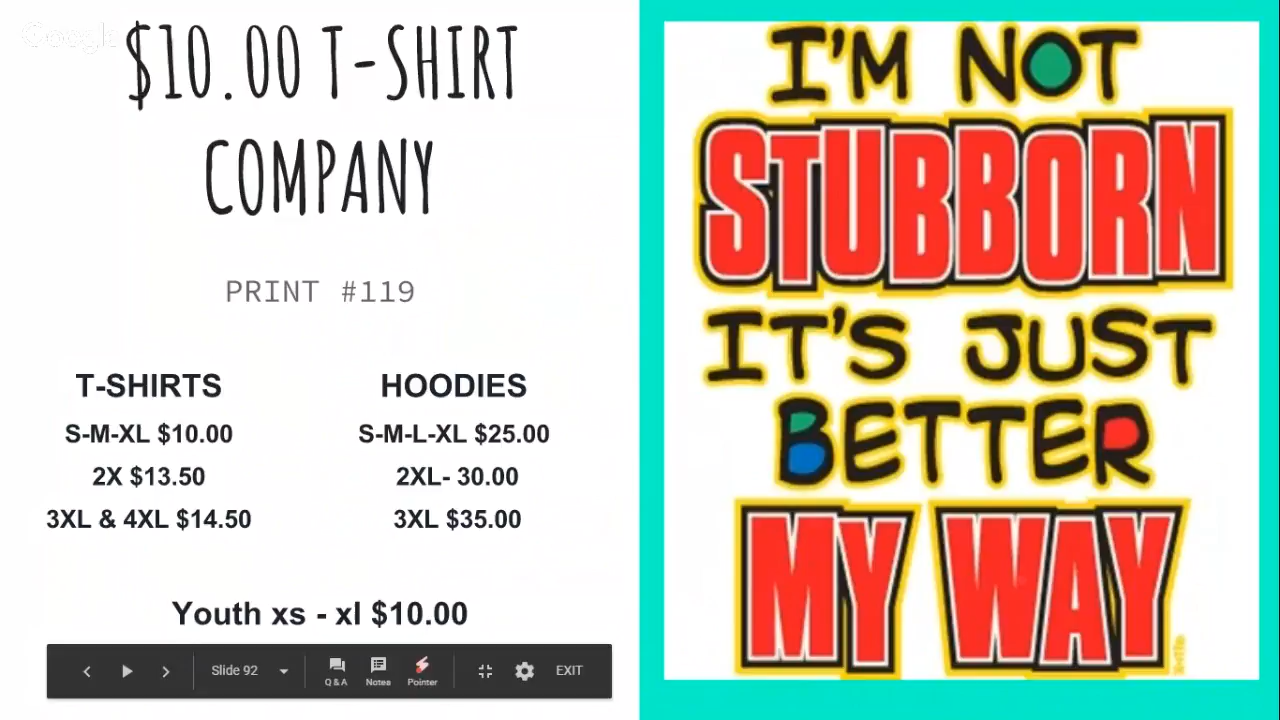 Google
$10.00 T-SHIRT
COMPANY
PRINT #119
T-SHIRTS
S-M-XL $10.00
2X $13.50
3XL & 4XL $14.50
HOODIES
S-M-L-XL $25.00
2XL- 30.00
3XL $35.00
Youth xs - xl $10.00
Slide 92
Q & A
Notes
Pointer
EXIT
I'M NOT
STUBBORN
IT'S JUST
BETTER
MY WAY